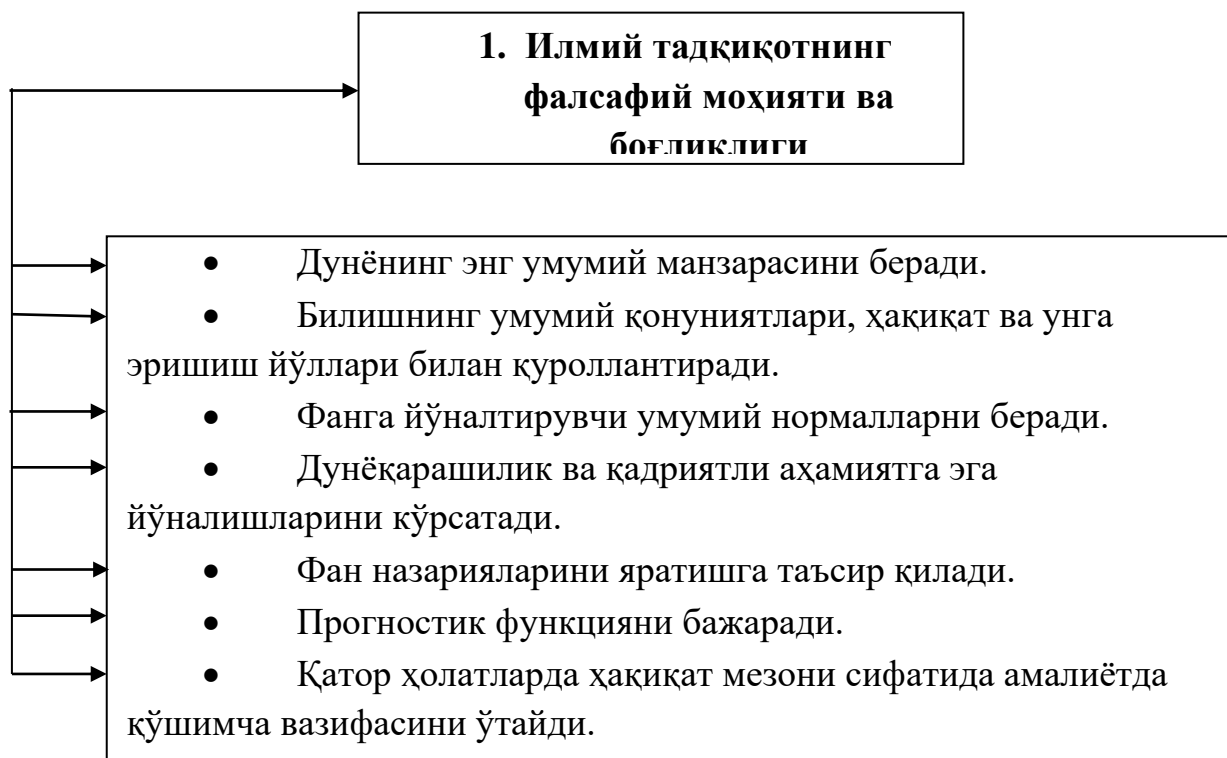 1. Илмий тадқиқотнинг
фалсафий моҳияти ва
боғлиқлиги
• Дунёнинг энг умумий манзарасини беради.
• Билишнинг умумий қонуниятлари, ҳақиқат ва унга
эришиш йўллари билан қуроллантиради.
• Фанга йўналтирувчи умумий нормалларни беради.
• Дунёқарашилик ва қадриятли аҳамиятга эга
йўналишларини кўрсатади.
• Фан назарияларини яратишга таъсир қилади.
• Прогностик функцияни бажаради.
• Қатор ҳолатларда ҳақиқат мезони сифатида амалиётда
қўшимча вазифасини ўтайди.